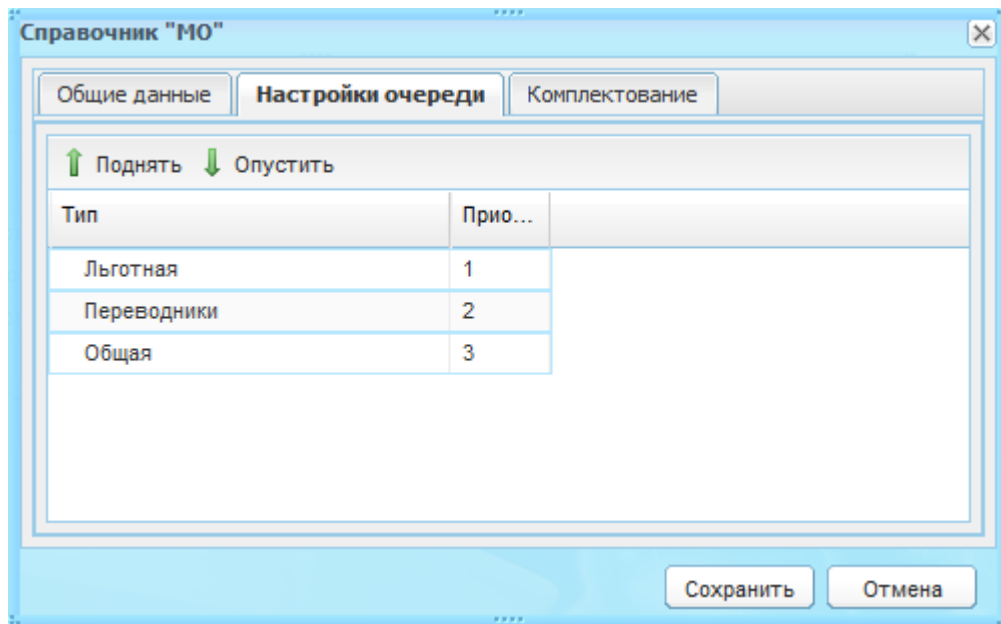 Справочник "МО"
Общие данные Настройки очереди Комплектование
Поднять Опустить
Тип Прио...
Льготная 1
Переводники 2
Общая 3
Сохранить Отмена